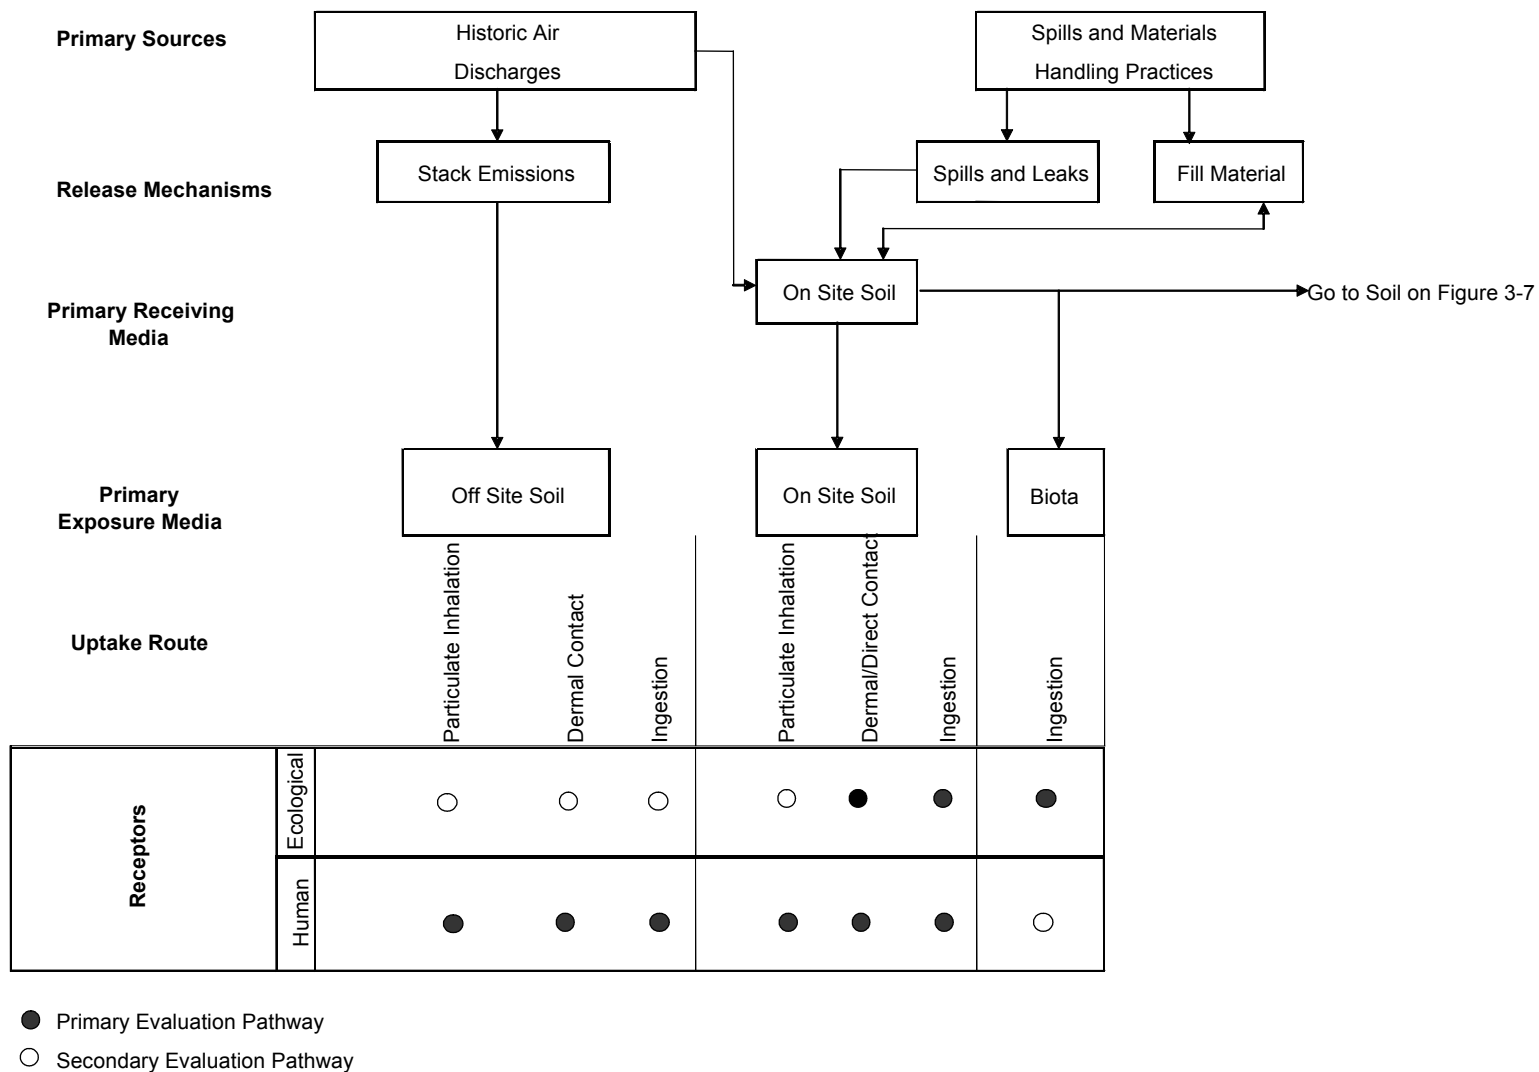 Primary Sources
Historic Air
Discharges
Spills and Materials
Handling Practices
Release Mechanisms
Stack Emissions
Spills and Leaks
Fill Material
Primary Receiving
Media
On Site Soil
Go to Soil on Figure 3-7
Primary
Exposure Media
Off Site Soil
On Site Soil
Biota
Uptake Route
Particulate Inhalation
Dermal Contact
Ingestion
Particulate Inhalation
Dermal/Direct Contact
Ingestion
Ingestion
Receptors
Ecological
Human
Primary Evaluation Pathway
Secondary Evaluation Pathway